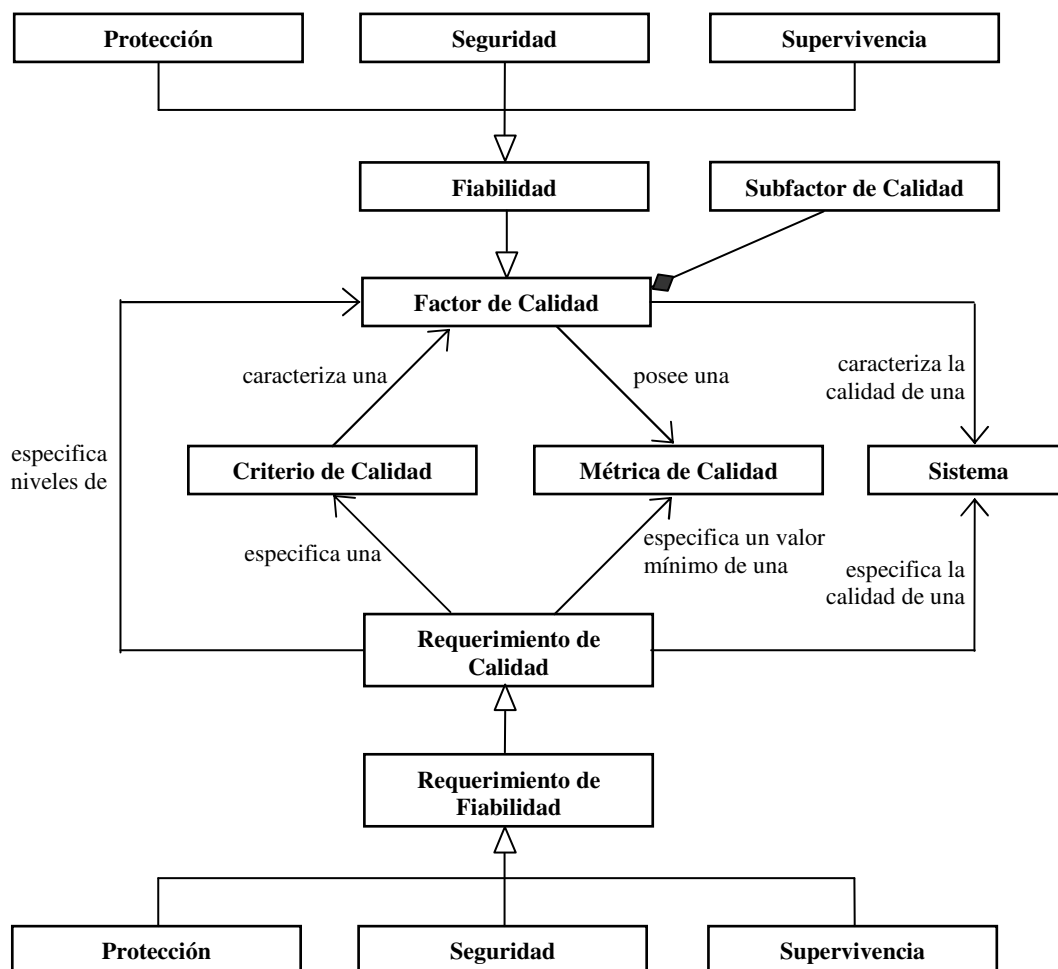 Protección
Seguridad
Supervivencia
Fiabilidad
Subfactor de Calidad
Factor de Calidad
caracteriza una
posee una
caracteriza la
calidad de una
especifica
niveles de
Criterio de Calidad
Métrica de Calidad
Sistema
especifica una
especifica un valor
mínimo de una
especifica la
calidad de una
Requerimiento de
Calidad
Requerimiento de
Fiabilidad
Protección
Seguridad
Supervivencia